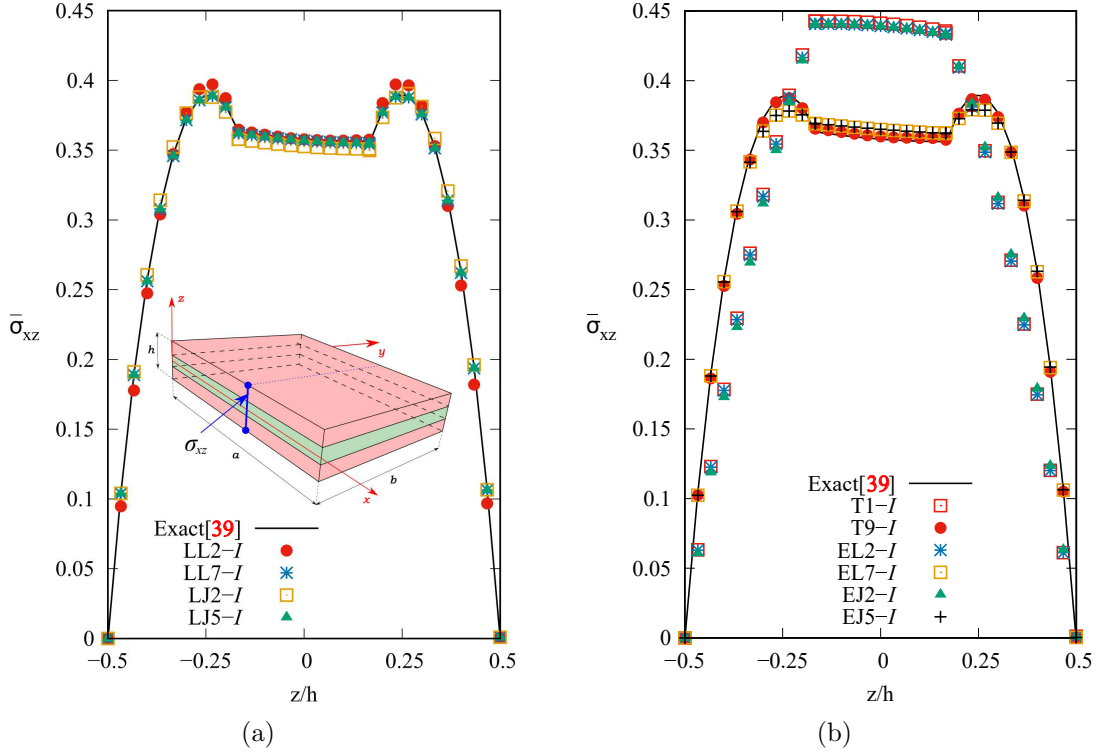 0.45
0.4
0.35
0.3
0.25
0.2
0.15
0.1
0.05
0
σ̄xz
−0.5
−0.25
0
0.25
0.5
z/h
z
h
y
σxz
a
b
x
Exact[39]
LL2−I
LL7−I
LJ2−I
LJ5−I
(a)
0.45
0.4
0.35
0.3
0.25
0.2
0.15
0.1
0.05
0
σ̄xz
−0.5
−0.25
0
0.25
0.5
z/h
Exact[39]
T1−I
T9−I
EL2−I
EL7−I
EJ2−I
EJ5−I
(b)